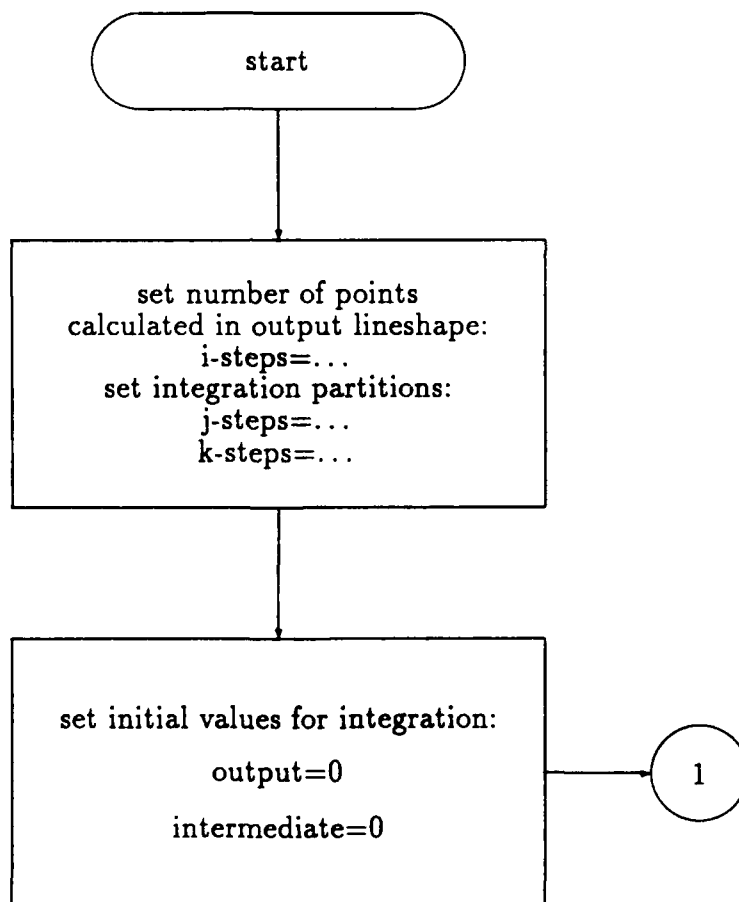 start
set number of points
calculated in output lineshape:
i-steps=...
set integration partitions:
j-steps=...
k-steps=...
set initial values for integration:
output=0
1
intermediate=0